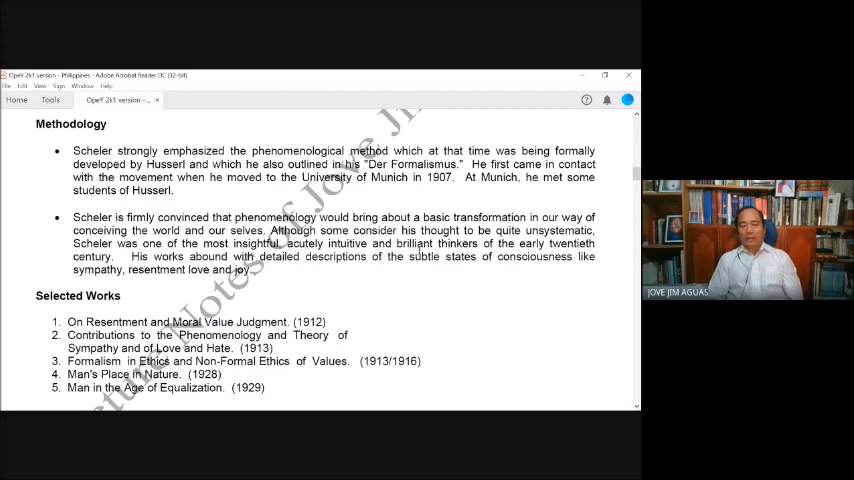 OpeY 2k1 version - Philippines - Adobe Acrobat Reader DC (32-bit)
File Edit View Sign Window Help
Home Tools OpeY 2k1 version -... ×
Methodology
• Scheler strongly emphasized the phenomenological method which at that time was being formally
developed by Husserl and which he also outlined in his "Der Formalismus." He first came in contact
with the movement when he moved to the University of Munich in 1907. At Munich, he met some
students of Husserl.
• Scheler is firmly convinced that phenomenology would bring about a basic transformation in our way of
conceiving the world and our selves. Although some consider his thought to be quite unsystematic,
Scheler was one of the most insightful, acutely intuitive and brilliant thinkers of the early twentieth
century. His works abound with detailed descriptions of the subtle states of consciousness like
sympathy, resentment love and joy.
Selected Works
1. On Resentment and Moral Value Judgment. (1912)
2. Contributions to the Phenomenology and Theory of
Sympathy and of Love and Hate. (1913)
3. Formalism in Ethics and Non-Formal Ethics of Values. (1913/1916)
4. Man's Place in Nature. (1928)
5. Man in the Age of Equalization. (1929)
cture Notes of Jove Ji
JOVE JIM AGUAS